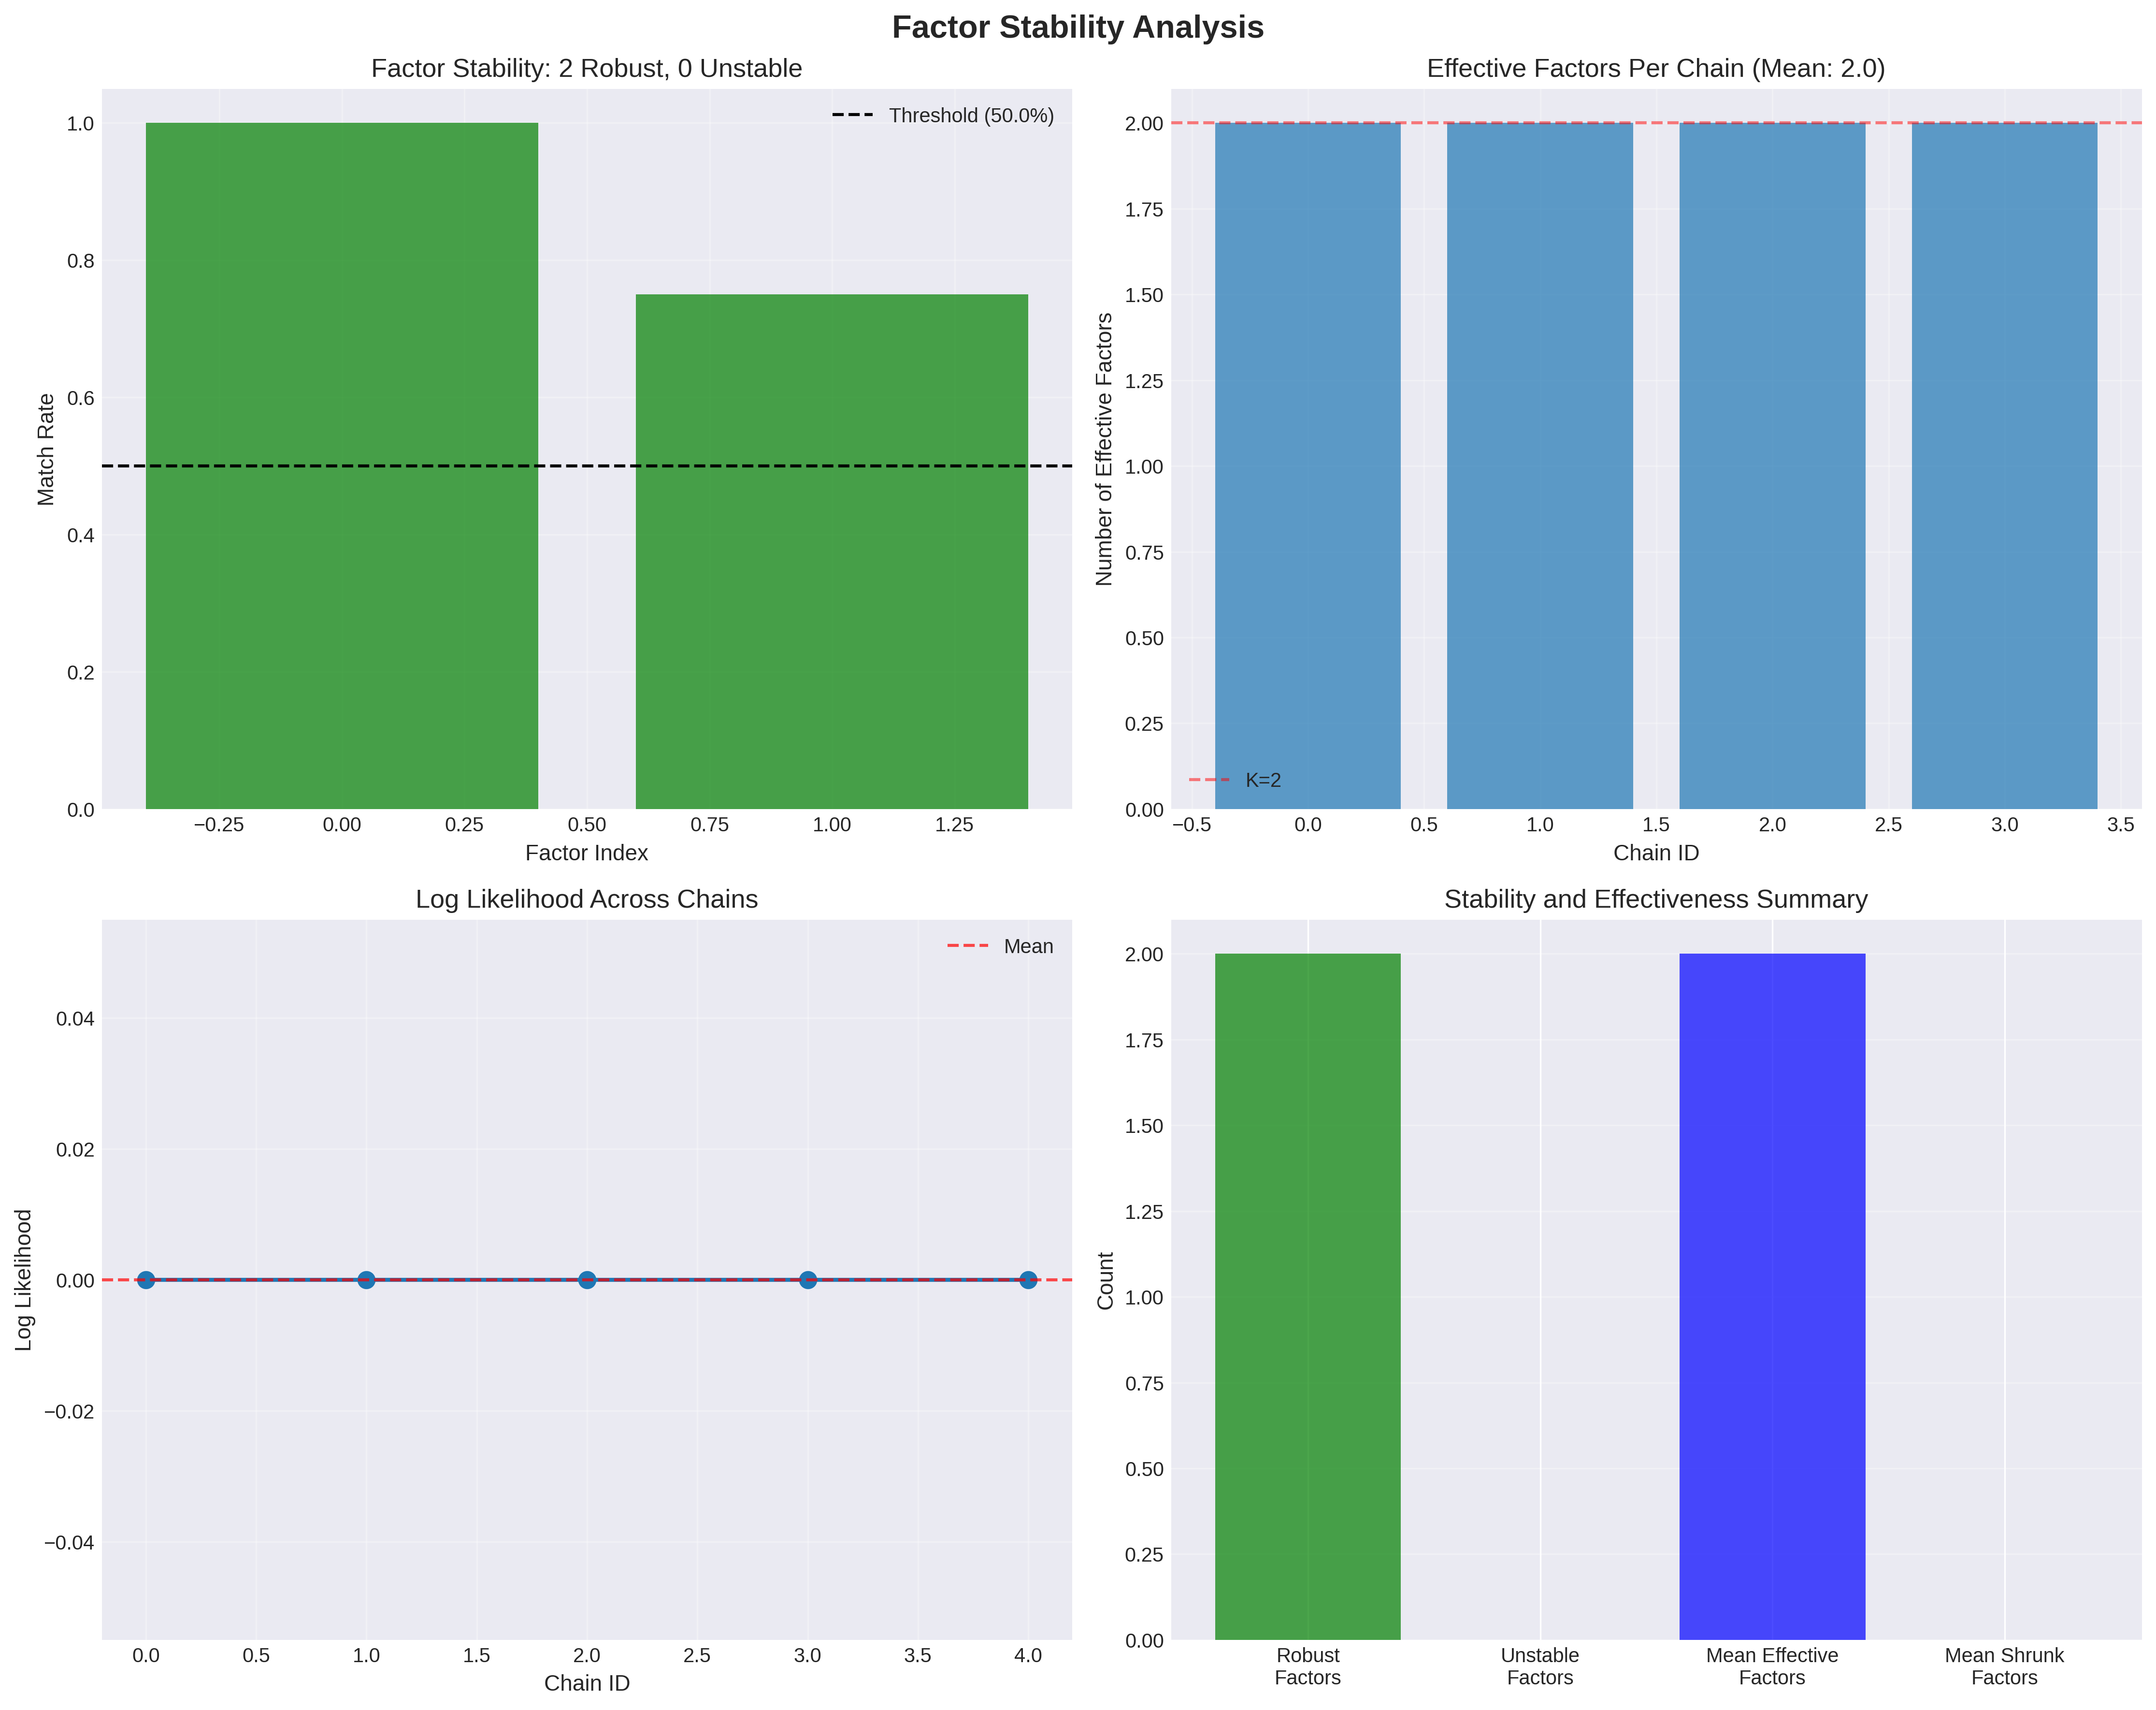 Factor Stability Analysis
Factor Stability: 2 Robust, 0 Unstable
Threshold (50.0%)
Match Rate
1.0
0.8
0.6
0.4
0.2
0.0
−0.25 0.00 0.25 0.50 0.75 1.00 1.25
Factor Index
Effective Factors Per Chain (Mean: 2.0)
Number of Effective Factors
2.00
1.75
1.50
1.25
1.00
0.75
0.50
0.25
0.00
K=2
−0.5 0.0 0.5 1.0 1.5 2.0 2.5 3.0 3.5
Chain ID
Log Likelihood Across Chains
Mean
Log Likelihood
0.04
0.02
0.00
−0.02
−0.04
0.0 0.5 1.0 1.5 2.0 2.5 3.0 3.5 4.0
Chain ID
Stability and Effectiveness Summary
Count
2.00
1.75
1.50
1.25
1.00
0.75
0.50
0.25
0.00
Robust Unstable Mean Effective Mean Shrunk
Factors Factors Factors Factors